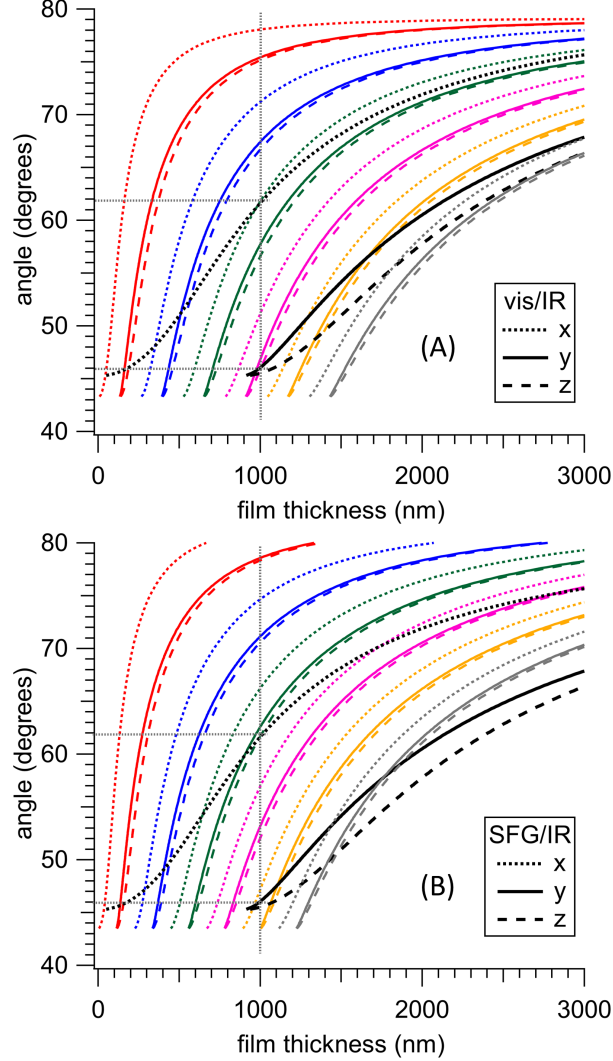 80
70
60
50
40
angle (degrees)
0
1000
2000
3000
film thickness (nm)
(A)
vis/IR
x
y
z
80
70
60
50
40
angle (degrees)
0
1000
2000
3000
film thickness (nm)
(B)
SFG/IR
x
y
z